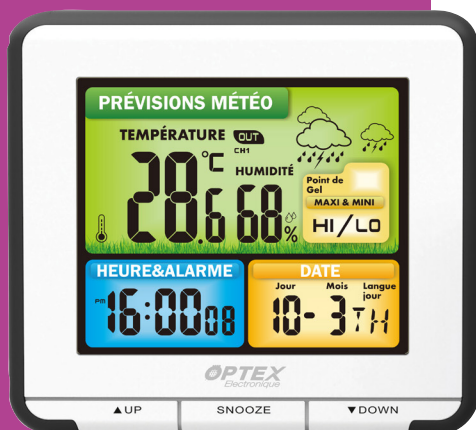 PRÉVISIONS MÉTÉO
TEMPÉRATURE OUT
CH1
28.6 °C
HUMIDITÉ
68 %
Point de
Gel
MAXI & MINI
HI/LO
HEURE&ALARME
PM 16:00 08
DATE
Jour Mois Langue
jour
10- 3 TH
OPTEX
Electronique
▲UP SNOOZE ▼DOWN